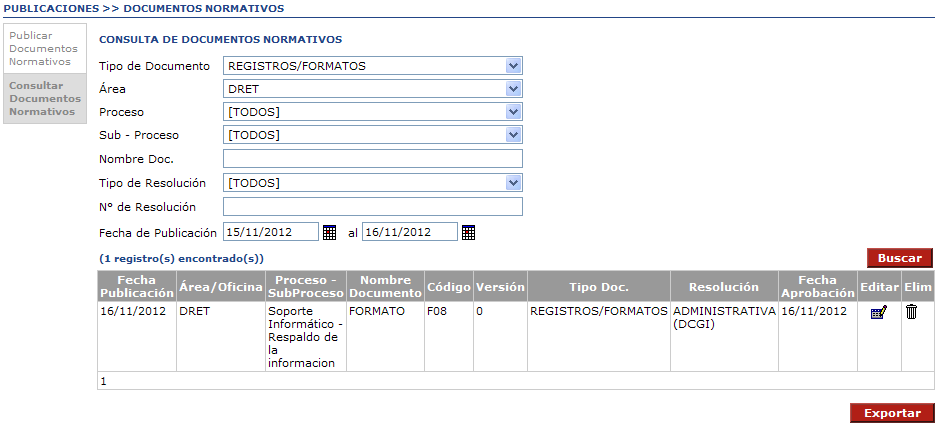 PUBLICACIONES >> DOCUMENTOS NORMATIVOS
Publicar
Documentos
Normativos
Consultar
Documentos
Normativos
CONSULTA DE DOCUMENTOS NORMATIVOS
Tipo de Documento REGISTROS/FORMATOS
Área DRET
Proceso [TODOS]
Sub - Proceso [TODOS]
Nombre Doc.
Tipo de Resolución [TODOS]
N° de Resolución
Fecha de Publicación 15/11/2012 al 16/11/2012
(1 registro(s) encontrado(s)) Buscar
Fecha Publicación Área/Oficina Proceso - SubProceso Nombre Documento Código Versión Tipo Doc. Resolución Fecha Aprobación Editar Elim
16/11/2012 DRET Soporte Informático - Respaldo de la informacion FORMATO F08 0 REGISTROS/FORMATOS ADMINISTRATIVA (DCGI) 16/11/2012
1
Exportar